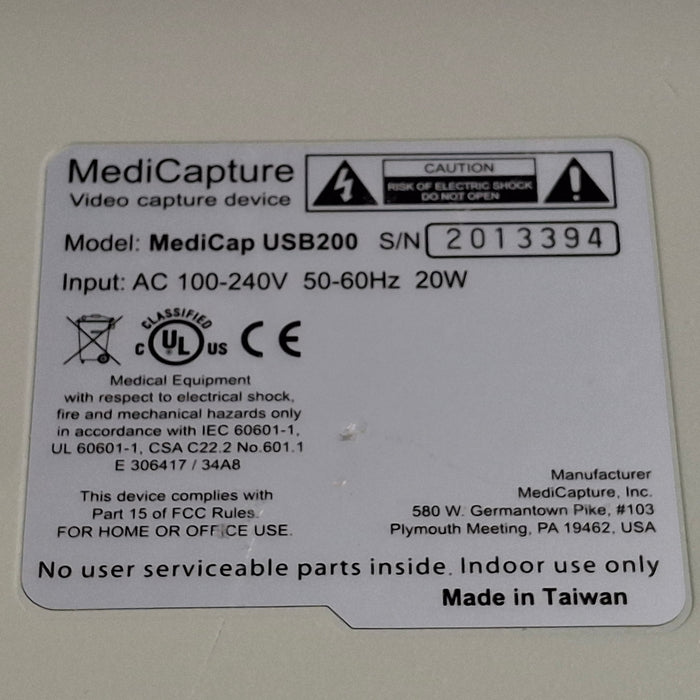 MediCapture
Video capture device
CAUTION
RISK OF ELECTRIC SHOCK
DO NOT OPEN
Model: MediCap USB200 S/N 2013394
Input: AC 100-240V 50-60Hz 20W
CLASSIFIED
C UL US CE
Medical Equipment
with respect to electrical shock,
fire and mechanical hazards only
in accordance with IEC 60601-1,
UL 60601-1, CSA C22.2 No.601.1
E 306417 / 34A8
This device complies with
Part 15 of FCC Rules
FOR HOME OR OFFICE USE.
Manufacturer
MediCapture, Inc.
580 W. Germantown Pike, #103
Plymouth Meeting, PA 19462, USA
No user serviceable parts inside. Indoor use only
Made in Taiwan